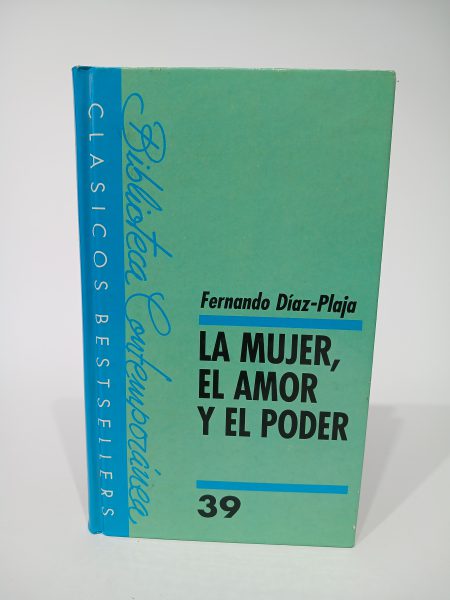 CLASICOS BESTSELLERS
Biblioteca Contemporánea
Fernando Díaz-Plaja
LA MUJER,
EL AMOR
Y EL PODER
39